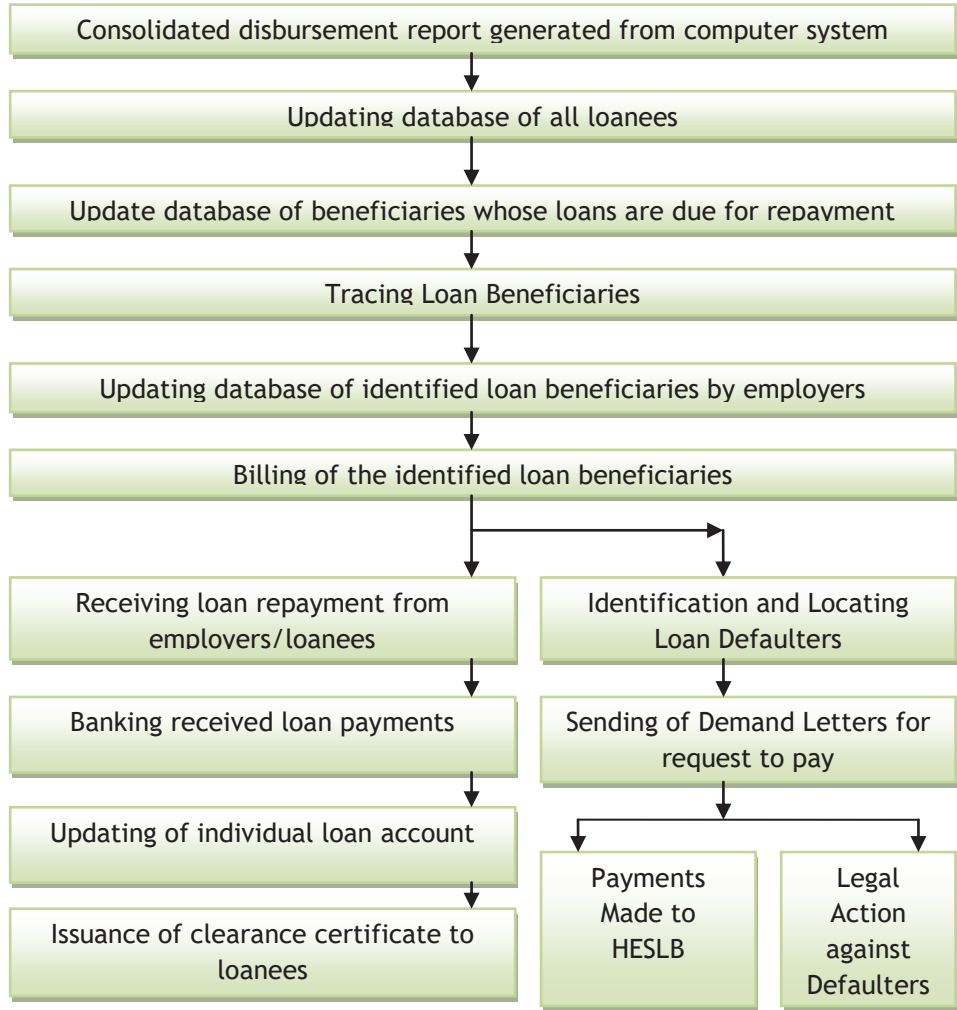 Consolidated disbursement report generated from computer system
Updating database of all loanees
Update database of beneficiaries whose loans are due for repayment
Tracing Loan Beneficiaries
Updating database of identified loan beneficiaries by employers
Billing of the identified loan beneficiaries
Receiving loan repayment from
employers/loanees
Banking received loan payments
Updating of individual loan account
Issuance of clearance certificate to
loanees
Identification and Locating
Loan Defaulters
Sending of Demand Letters for
request to pay
Payments
Made to
HESLB
Legal
Action
against
Defaulters